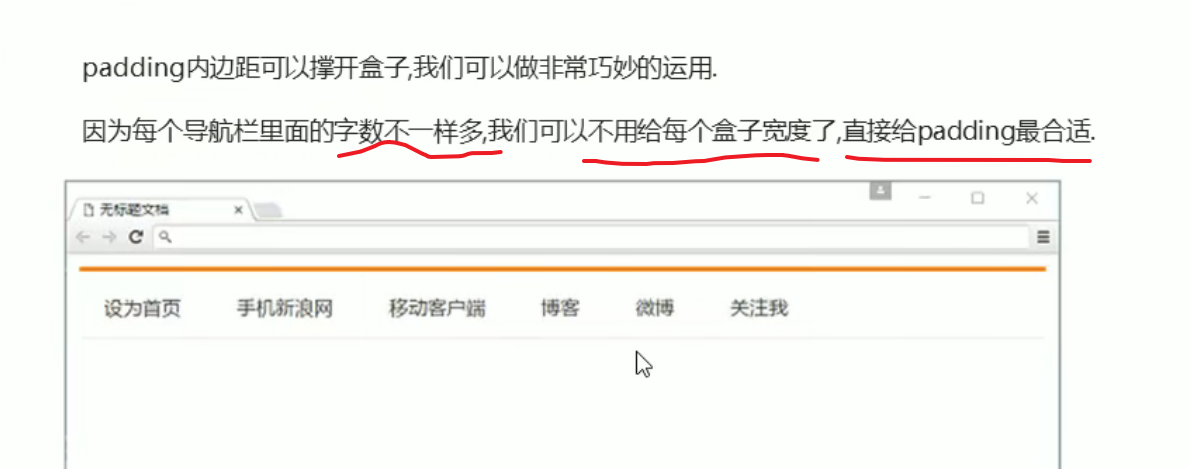 padding内边距可以撑开盒子,我们可以做非常巧妙的运用.
因为每个导航栏里面的字数不一样多,我们可以不用给每个盒子宽度了,直接给padding最合适.
无标题文档
设为首页 手机新浪网 移动客户端 博客 微博 关注我